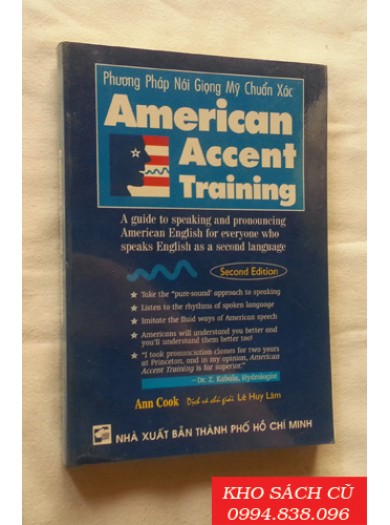 Phương Pháp Nói Giọng Mỹ Chuẩn Xác
American
Accent
Training
A guide to speaking and pronouncing
American English for everyone who
speaks English as a second language
Second Edition
★ Take the "pure-sound" approach to speaking
★ Listen to the rhythms of spoken language
★ Imitate the fluid ways of American speech
★ Americans will understand you better and
you'll understand them better too!
★ "I took pronunciation classes for two years
at Princeton, and in my opinion, American
Accent Training is far superior."
– Dr. Z. Kabala, Hydrologist
Ann Cook Dịch và chú giải Lê Huy Lâm
NHÀ XUẤT BẢN THÀNH PHỐ HỒ CHÍ MINH
KHO SÁCH CŨ
0994.838.096